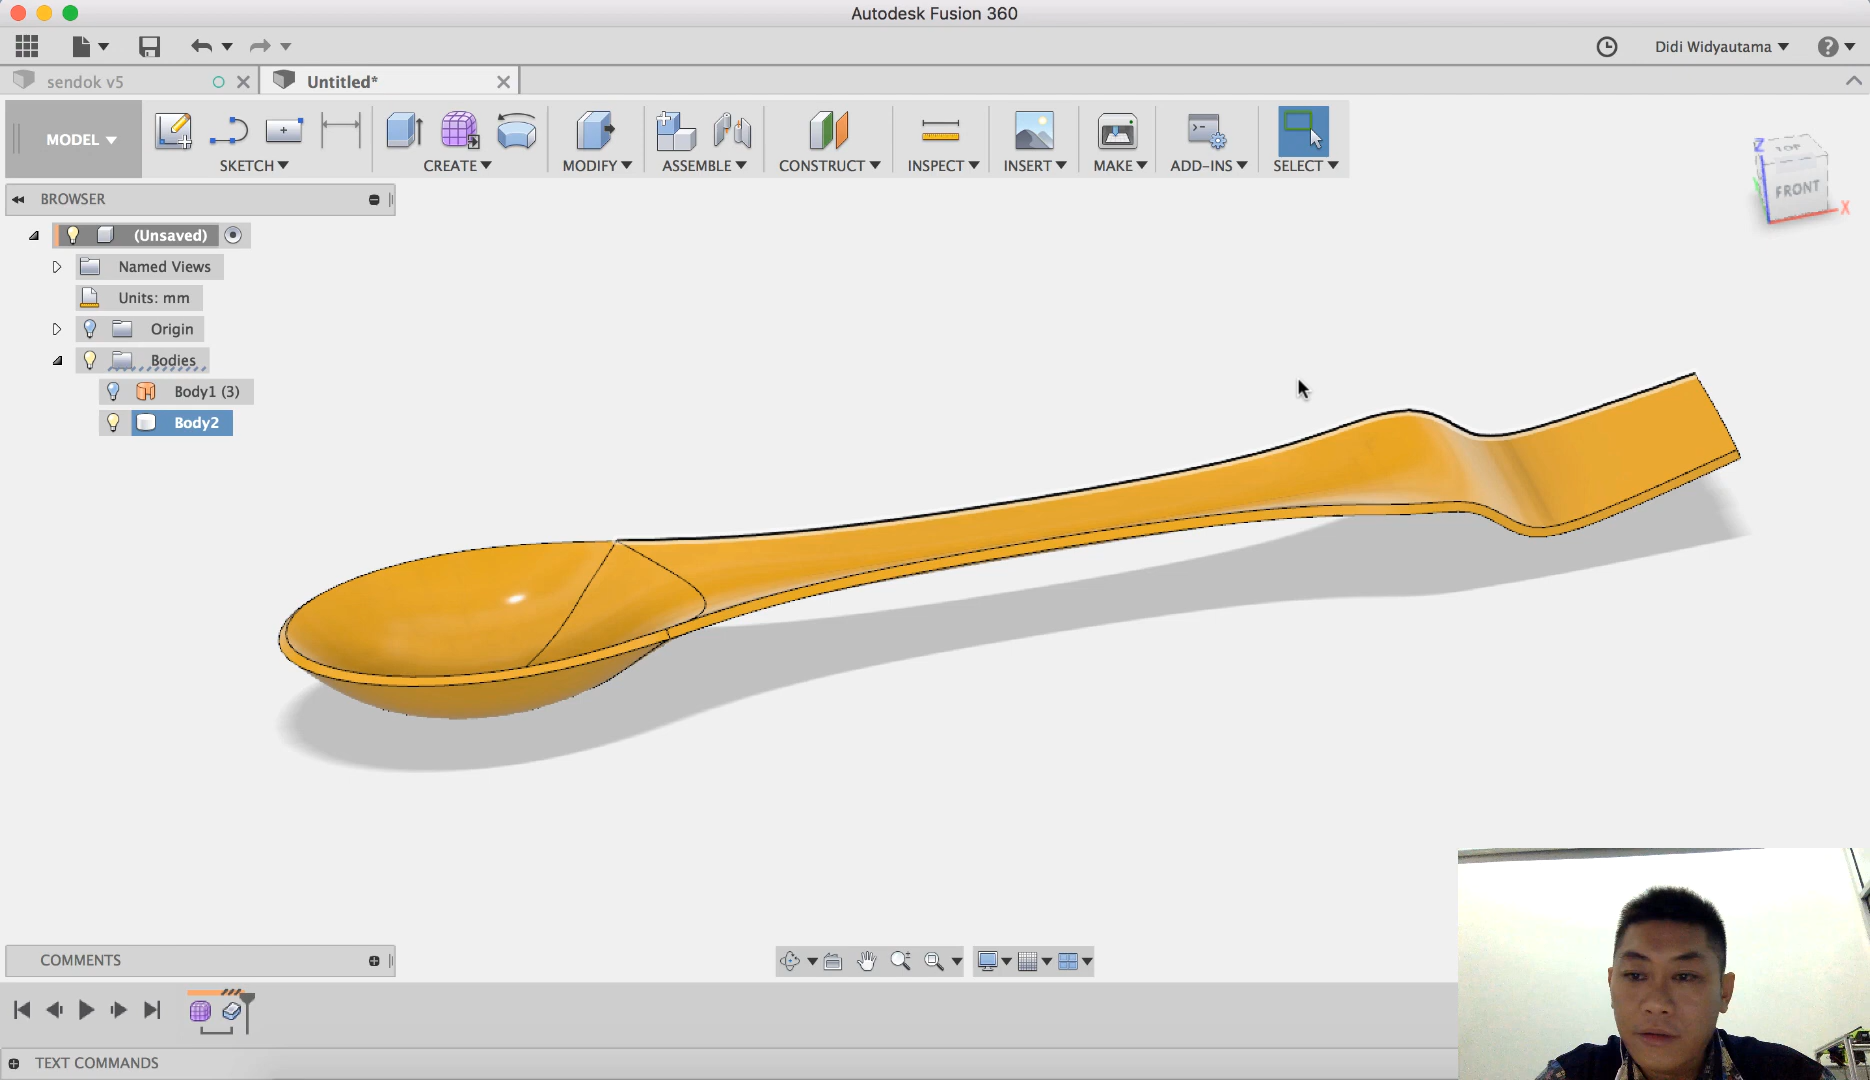 Autodesk Fusion 360
Didi Widyautama
sendok v5
Untitled*
MODEL
SKETCH
CREATE
MODIFY
ASSEMBLE
CONSTRUCT
INSPECT
INSERT
MAKE
ADD-INS
SELECT
BROWSER
(Unsaved)
Named Views
Units: mm
Origin
Bodies
Body1 (3)
Body2
Z
TOP
FRONT
X
COMMENTS
TEXT COMMANDS